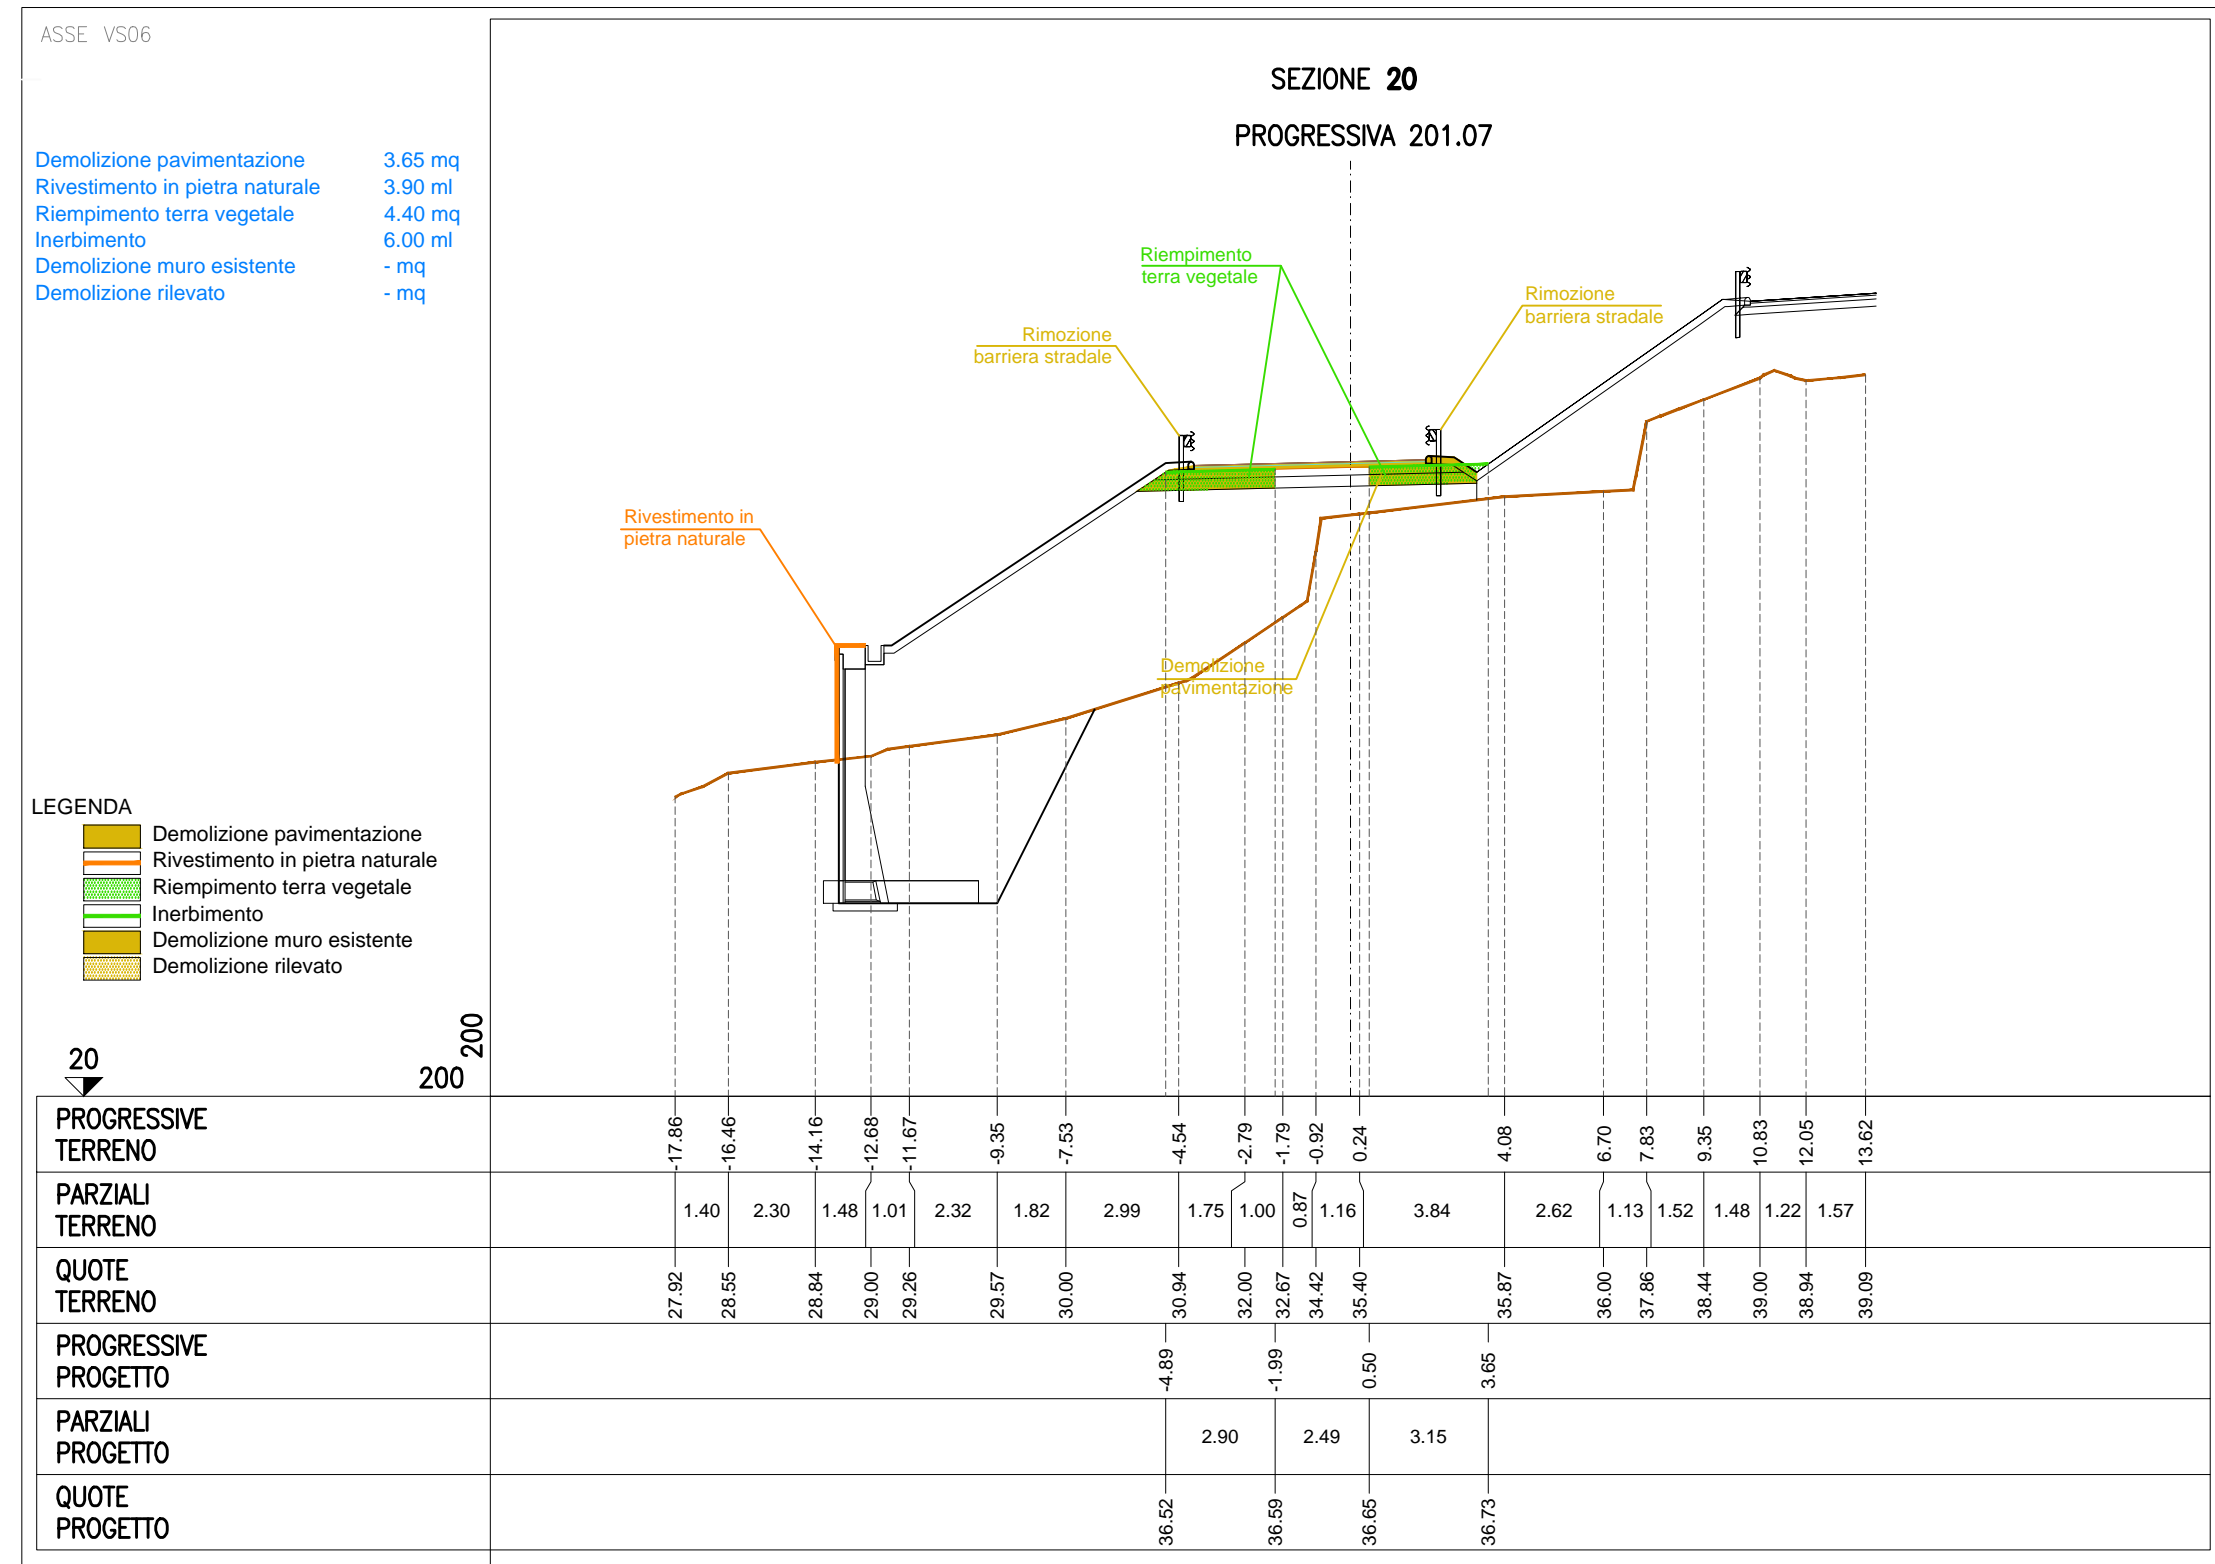 ASSE VS06
SEZIONE 20
PROGRESSIVA 201.07
Demolizione pavimentazione 3.65 mq
Rivestimento in pietra naturale 3.90 ml
Riempimento terra vegetale 4.40 mq
Inerbimento 6.00 ml
Demolizione muro esistente - mq
Demolizione rilevato - mq
Riempimento
terra vegetale
Rimozione
barriera stradale
Rimozione
barriera stradale
Rivestimento in
pietra naturale
Demolizione
pavimentazione
LEGENDA
Demolizione pavimentazione
Rivestimento in pietra naturale
Riempimento terra vegetale
Inerbimento
Demolizione muro esistente
Demolizione rilevato
20
200
200
PROGRESSIVE
TERRENO
-17.86 -16.46 -14.16 -12.68 -11.67 -9.35 -7.53 -4.54 -2.79 -1.79 -0.92 0.24 4.08 6.70 7.83 9.35 10.83 12.05 13.62
PARZIALI
TERRENO
1.40 2.30 1.48 1.01 2.32 1.82 2.99 1.75 1.00 0.87 1.16 3.84 2.62 1.13 1.52 1.48 1.22 1.57
QUOTE
TERRENO
27.92 28.55 28.84 29.00 29.26 29.57 30.00 30.94 32.00 32.67 34.42 35.40 35.87 36.00 37.86 38.44 39.00 38.94 39.09
PROGRESSIVE
PROGETTO
-4.89 -1.99 0.50 3.65
PARZIALI
PROGETTO
2.90 2.49 3.15
QUOTE
PROGETTO
36.52 36.59 36.65 36.73